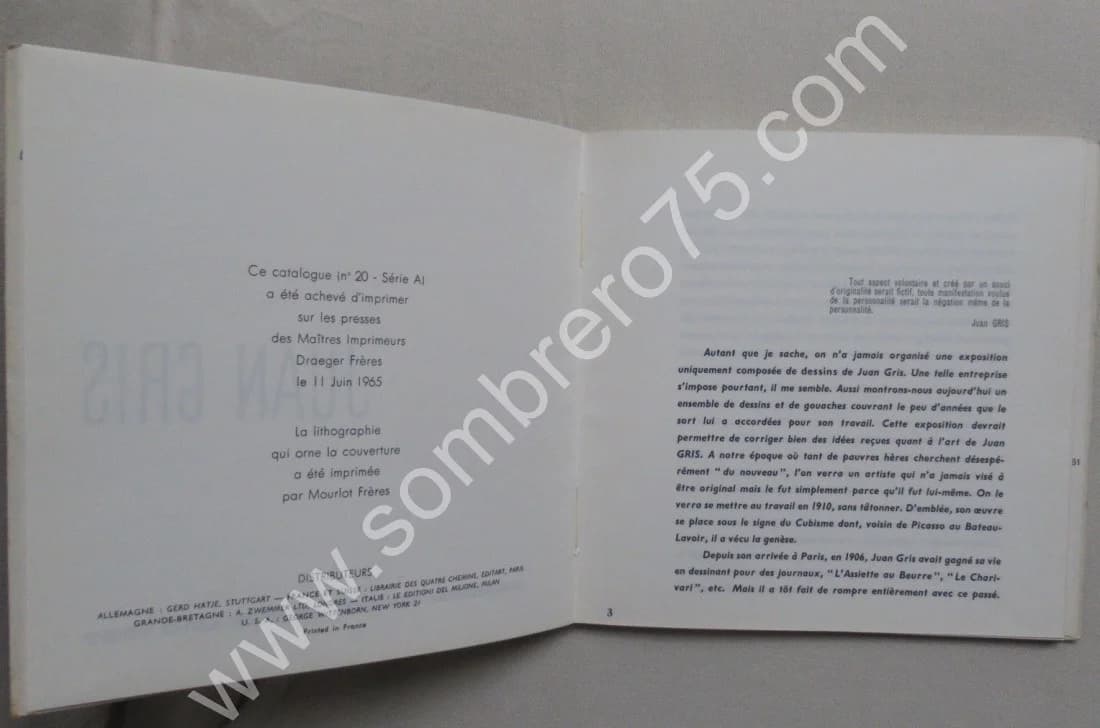 Ce catalogue (n° 20 - Série A)
a été achevé d'imprimer
sur les presses
des Maîtres Imprimeurs
Draeger Frères
le 11 Juin 1965
La lithographie
qui orne la couverture
a été imprimée
par Mourlot Frères
DISTRIBUTEURS
ALLEMAGNE : GERD HATJE, STUTTGART — FRANCE ET SUISSE : LIBRAIRIE DES QUATRE CHEMINS, EDITART, PARIS
GRANDE-BRETAGNE : A. ZWEMMER LTD, LONDRES — ITALIE : LE EDITIONI DEL MILIONE, MILAN
U. S. A. : GEORGE WITTENBORN, NEW YORK 21
Printed in France
JUAN GRIS
Tout aspect volontaire et créé par un souci
d'originalité serait fictif, toute manifestation voulue
de la personnalité serait la négation même de la
personnalité.
Juan GRIS
Autant que je sache, on n'a jamais organisé une exposition
uniquement composée de dessins de Juan Gris. Une telle entreprise
s'impose pourtant, il me semble. Aussi montrons-nous aujourd'hui un
ensemble de dessins et de gouaches couvrant le peu d'années que le
sort lui a accordées pour son travail. Cette exposition devrait
permettre de corriger bien des idées reçues quant à l'art de Juan
GRIS. A notre époque où tant de pauvres hères cherchent désespé-
rément "du nouveau", l'on verra un artiste qui n'a jamais visé à
être original mais le fut simplement parce qu'il fut lui-même. On le
verra se mettre au travail en 1910, sans tâtonner. D'emblée, son œuvre
se place sous le signe du Cubisme dont, voisin de Picasso au Bateau-
Lavoir, il a vécu la genèse.
Depuis son arrivée à Paris, en 1906, Juan Gris avait gagné sa vie
en dessinant pour des journaux, "L'Assiette au Beurre", "Le Chari-
vari", etc. Mais il a tôt fait de rompre entièrement avec ce passé.
3
51
www.sombrero75.com